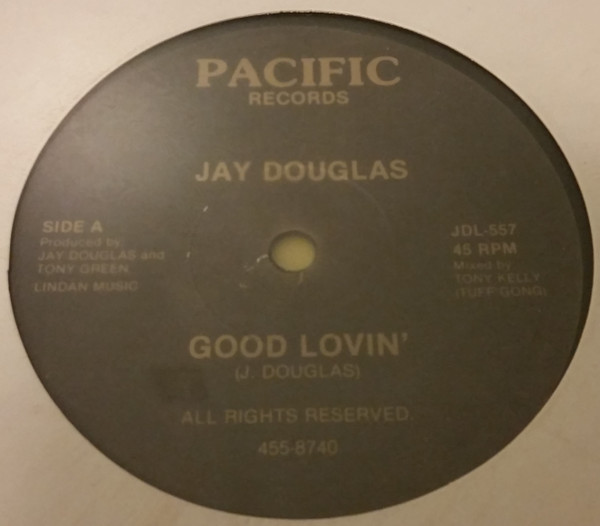 PACIFIC
RECORDS
JAY DOUGLAS
SIDE A
Produced by
JAY DOUGLAS and
TONY GREEN
LINDAN MUSIC
JDL-557
45 RPM
Mixed by
TONY KELLY
(TUFF GONG)
GOOD LOVIN'
(J. DOUGLAS)
ALL RIGHTS RESERVED.
455-8740